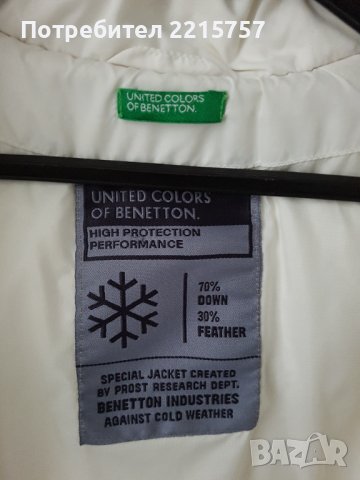 Потребител 2215757
UNITED COLORS
OF BENETTON.
UNITED COLORS
OF BENETTON.
HIGH PROTECTION
PERFORMANCE
70%
DOWN
30%
FEATHER
SPECIAL JACKET CREATED
BY PROST RESEARCH DEPT.
BENETTON INDUSTRIES
AGAINST COLD WEATHER
BAZAR